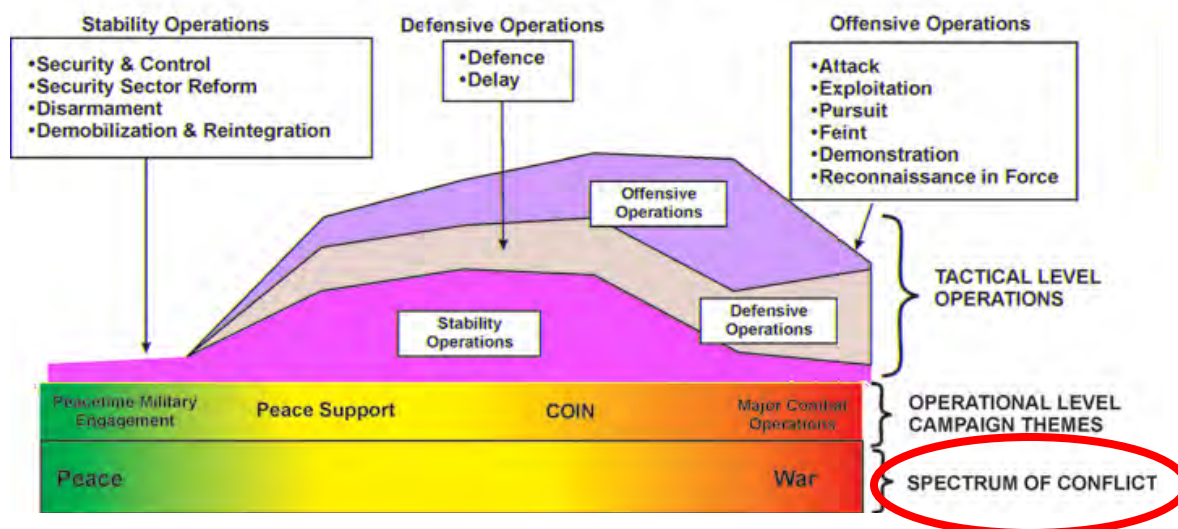 Stability Operations
•Security & Control
•Security Sector Reform
•Disarmament
•Demobilization & Reintegration
Defensive Operations
•Defence
•Delay
Offensive Operations
•Attack
•Exploitation
•Pursuit
•Feint
•Demonstration
•Reconnaissance in Force
Offensive
Operations
Stability
Operations
Defensive
Operations
TACTICAL LEVEL
OPERATIONS
Peacetime Military
Engagement
Peace Support
COIN
Major Combat
Operations
OPERATIONAL LEVEL
CAMPAIGN THEMES
Peace
War
SPECTRUM OF CONFLICT